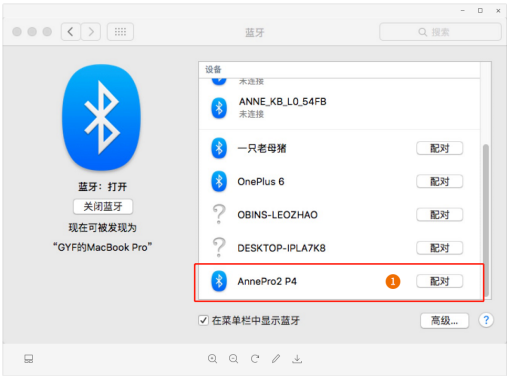 蓝牙
搜索
设备
未连接
ANNE_KB_L0_54FB
未连接
一只老母猪
配对
OnePlus 6
配对
OBINS-LEOZHAO
配对
DESKTOP-IPLA7K8
配对
AnnePro2 P4
1
配对
蓝牙：打开
关闭蓝牙
现在可被发现为
“GYF的MacBook Pro”
在菜单栏中显示蓝牙
高级...
?